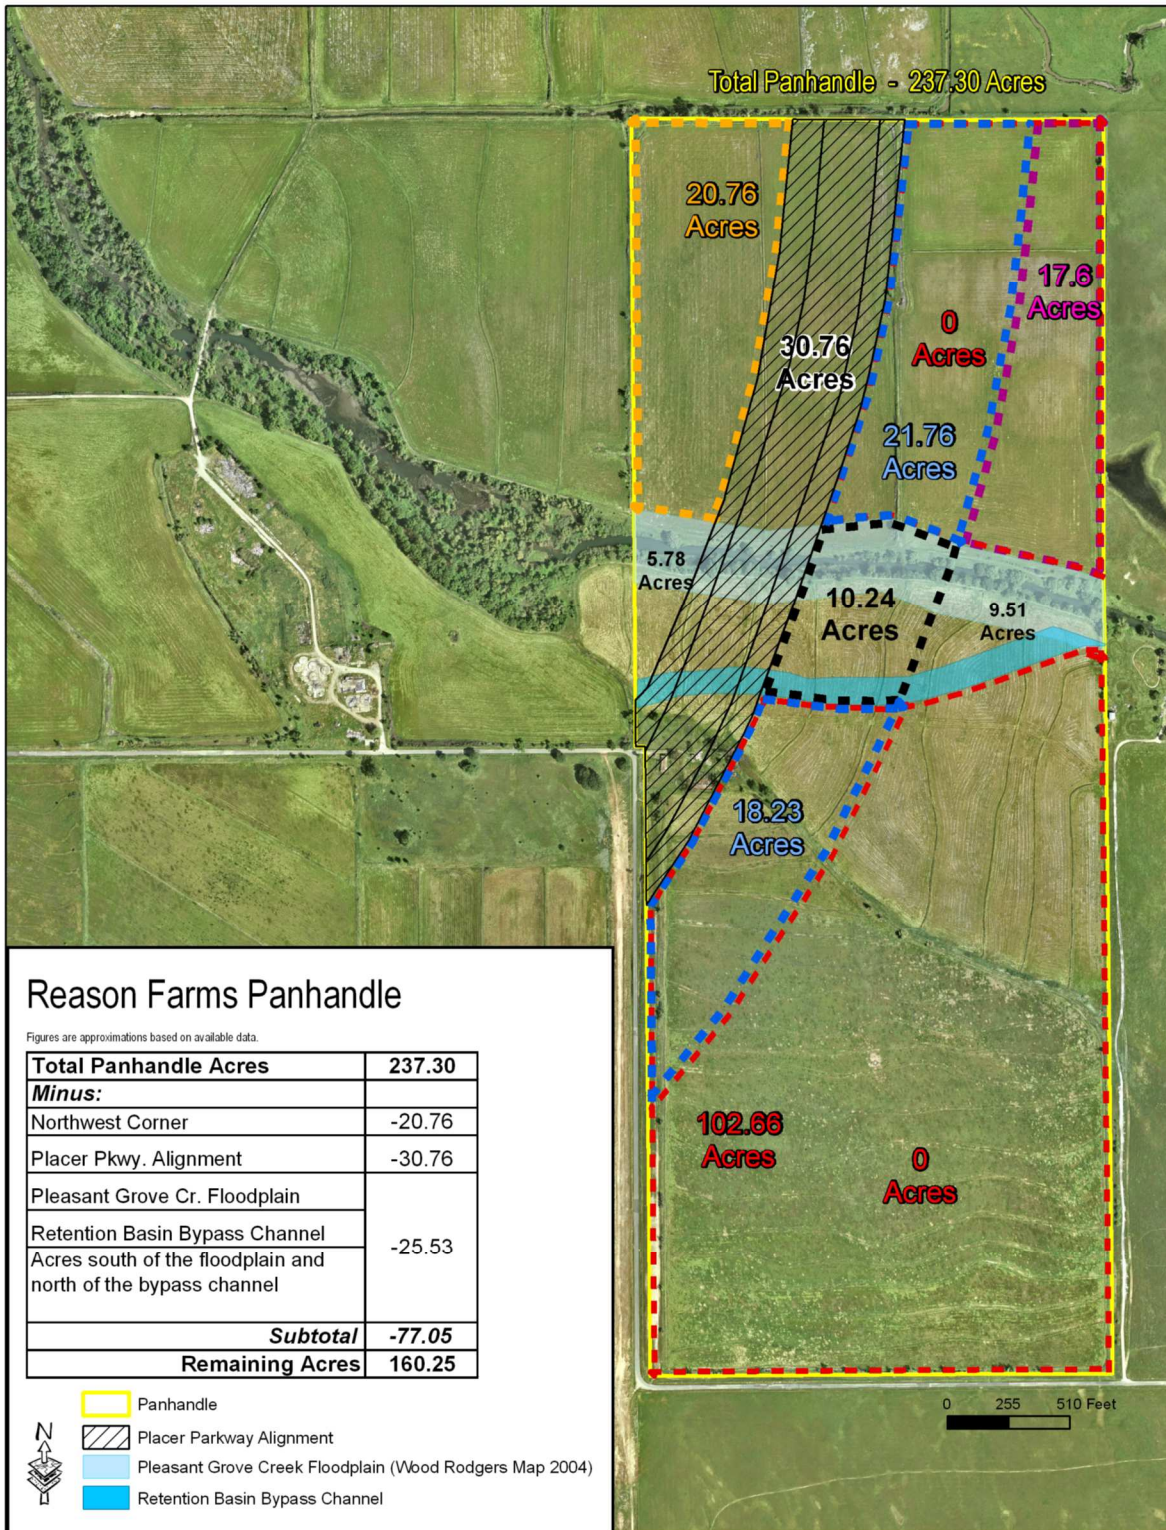 Total Panhandle - 237.30 Acres
20.76
Acres
17.6
Acres
0
Acres
30.76
Acres
21.76
Acres
5.78
Acres
10.24
Acres
9.51
Acres
18.23
Acres
102.66
Acres
0
Acres
Reason Farms Panhandle
Figures are approximations based on available data.
Total Panhandle Acres 237.30
Minus:
Northwest Corner -20.76
Placer Pkwy. Alignment -30.76
Pleasant Grove Cr. Floodplain
Retention Basin Bypass Channel
-25.53
Acres south of the floodplain and
north of the bypass channel
Subtotal -77.05
Remaining Acres 160.25
Panhandle
Placer Parkway Alignment
Pleasant Grove Creek Floodplain (Wood Rodgers Map 2004)
Retention Basin Bypass Channel
N
0 255 510 Feet